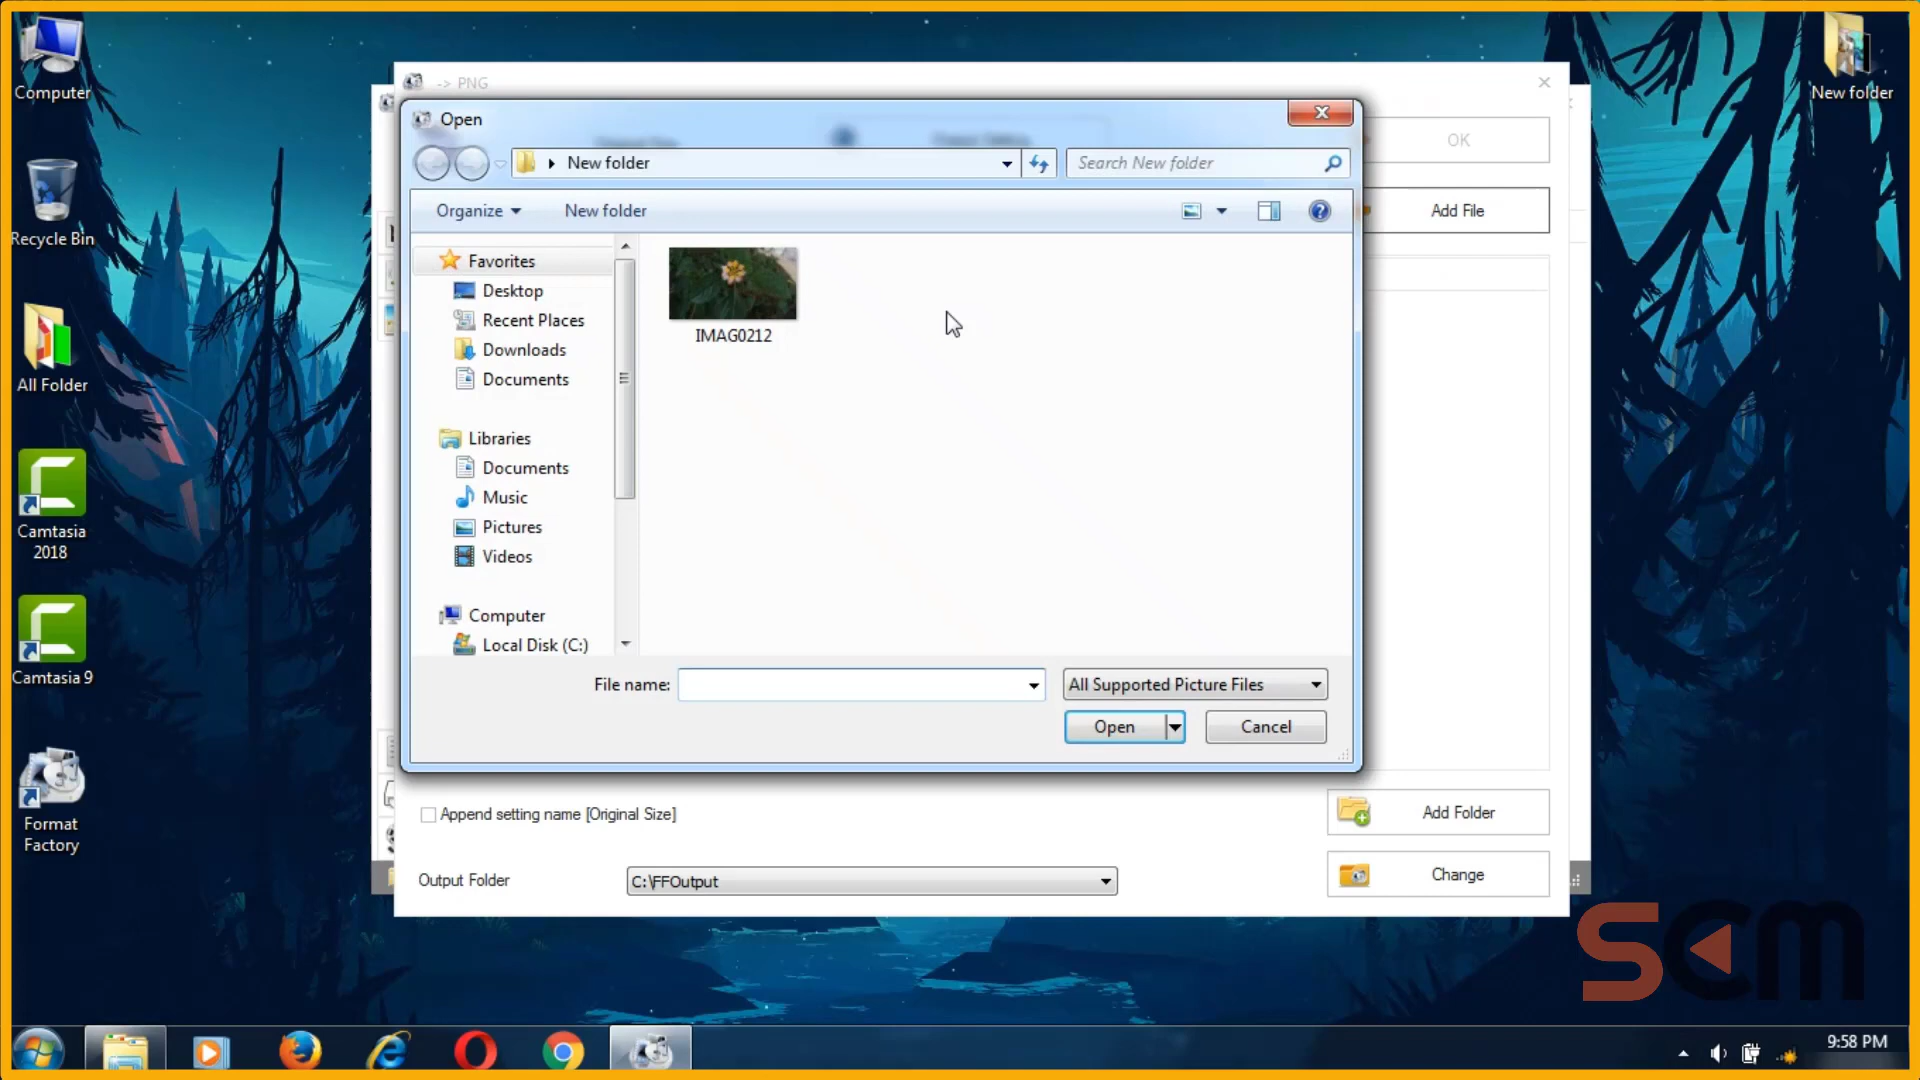 Computer
Recycle Bin
All Folder
Camtasia
2018
Camtasia 9
Format
Factory
New folder
-> PNG
OK
Add File
Open
New folder
Search New folder
Organize
New folder
Favorites
Desktop
Recent Places
Downloads
Documents
Libraries
Documents
Music
Pictures
Videos
Computer
Local Disk (C:)
IMAG0212
File name:
All Supported Picture Files
Open
Cancel
Append setting name [Original Size]
Add Folder
Output Folder
C:\FFOutput
Change
SCM
9:58 PM